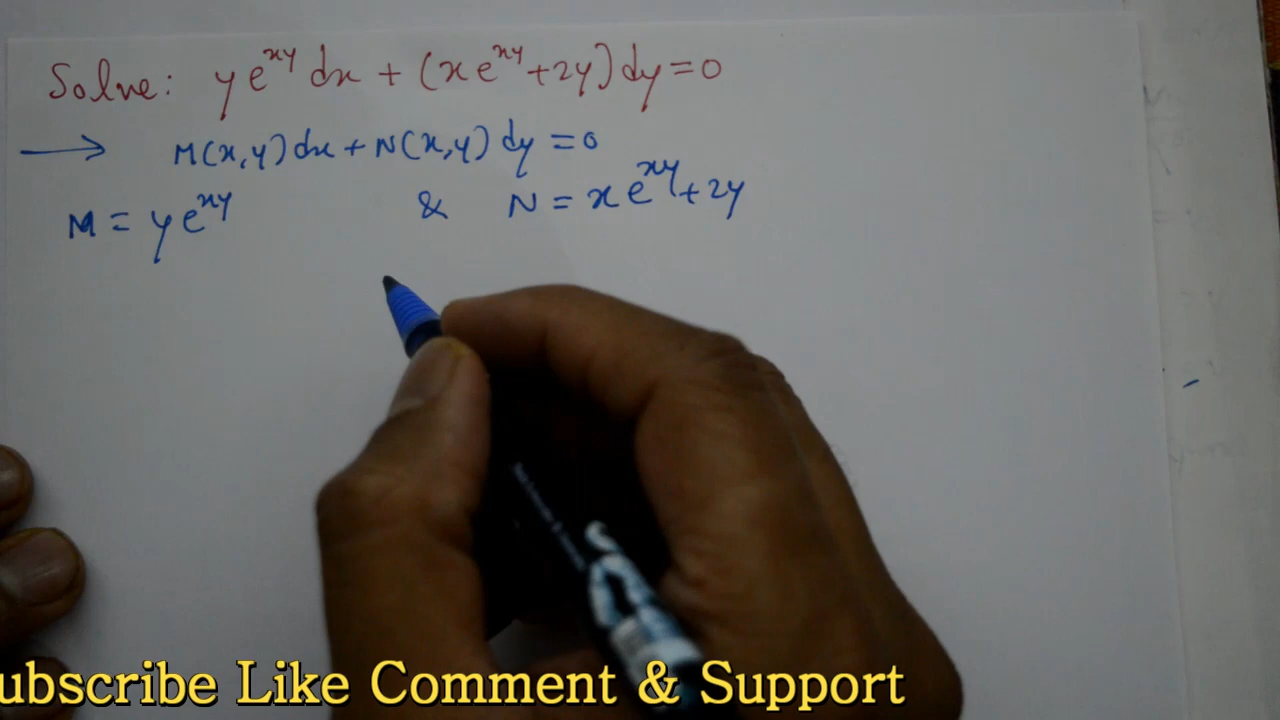 Solve: ye^{xy} dx + (xe^{xy} + 2y) dy = 0
→ M(x,y) dx + N(x,y) dy = 0
M = ye^{xy} & N = xe^{xy} + 2y
ubscribe Like Comment & Support